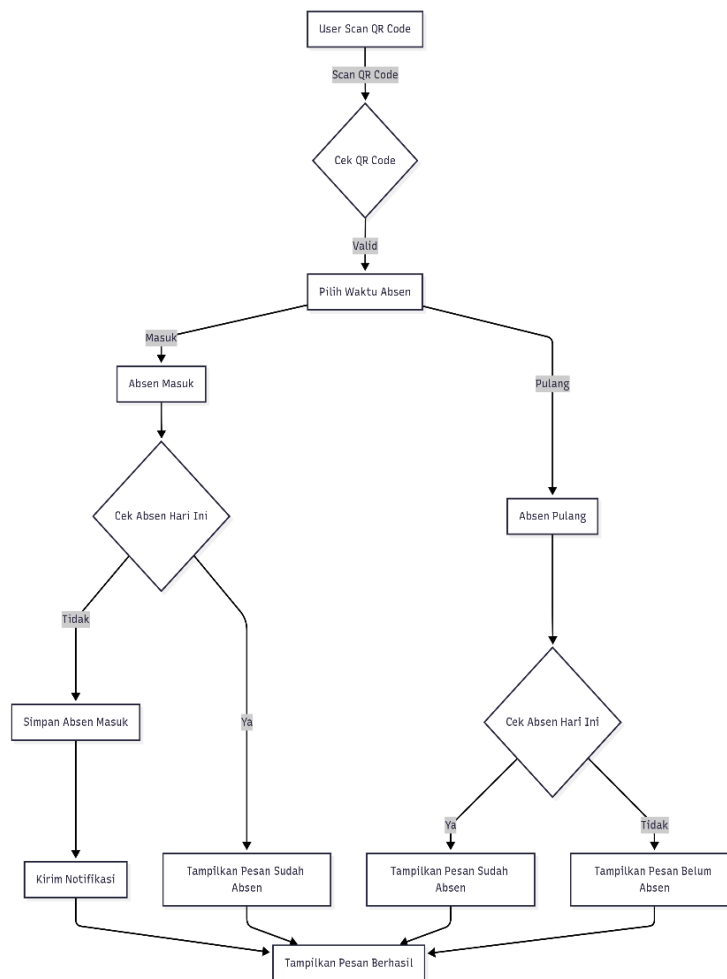 User Scan QR Code
Scan QR Code
Cek QR Code
Valid
Pilih Waktu Absen
Masuk
Pulang
Absen Masuk
Cek Absen Hari Ini
Absen Pulang
Tidak
Ya
Simpan Absen Masuk
Cek Absen Hari Ini
Ya
Tidak
Kirim Notifikasi
Tampilkan Pesan Sudah
Absen
Tampilkan Pesan Sudah
Absen
Tampilkan Pesan Belum
Absen
Tampilkan Pesan Berhasil